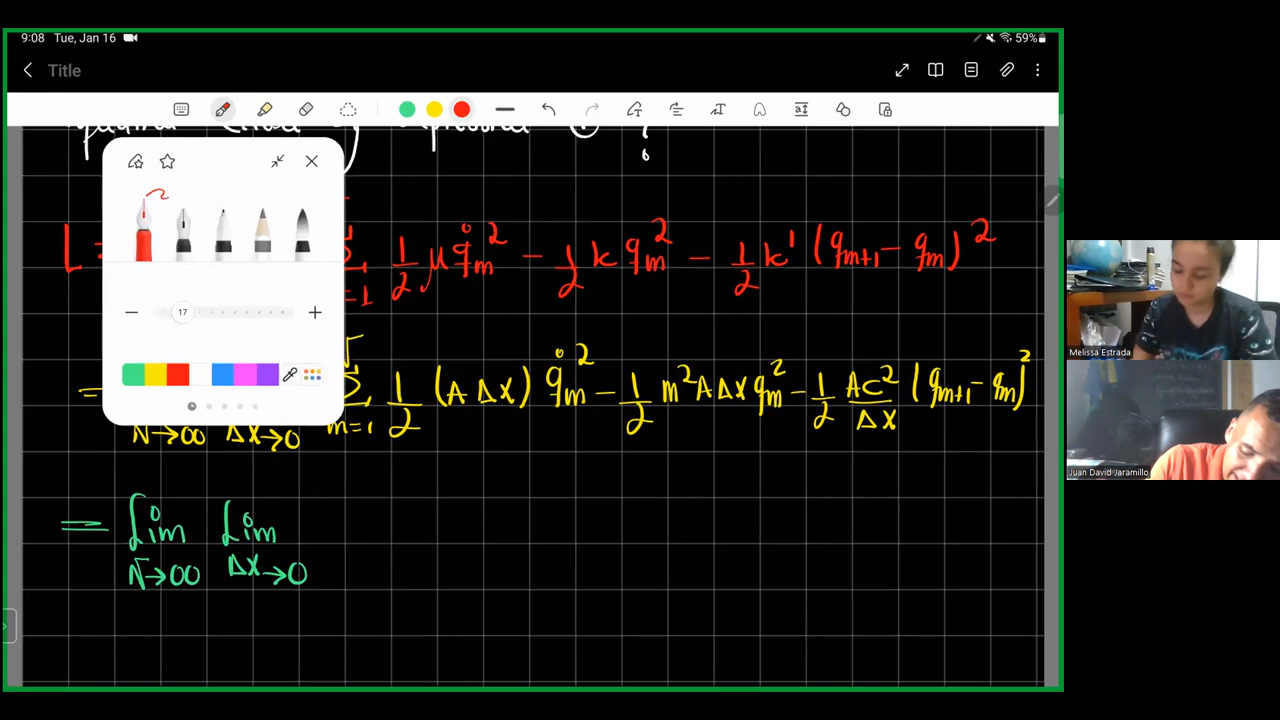 9:08 Tue, Jan 16 59%
Title
L = 1/2 μ q̇ₘ² − 1/2 k qₘ² − 1/2 k' (qₘ₊₁ − qₘ)²
17
= N→∞ Δx→0 m=1 1/2 (A Δx) q̇ₘ² − 1/2 m² A Δx qₘ² − 1/2 Ac²/Δx (qₘ₊₁ − qₘ)²
= Lim N→∞ Lim Δx→0
Melissa Estrada
Juan David Jaramillo